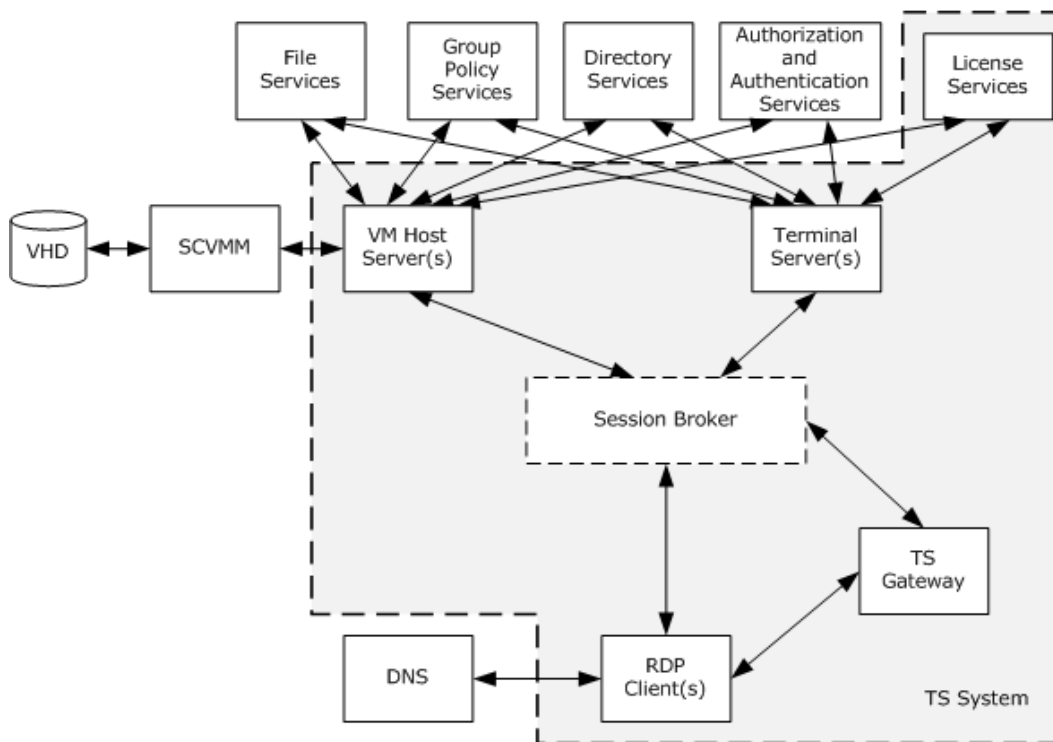 File
Services
Group
Policy
Services
Directory
Services
Authorization
and
Authentication
Services
License
Services
VHD
SCVMM
VM Host
Server(s)
Terminal
Server(s)
Session Broker
TS
Gateway
DNS
RDP
Client(s)
TS System